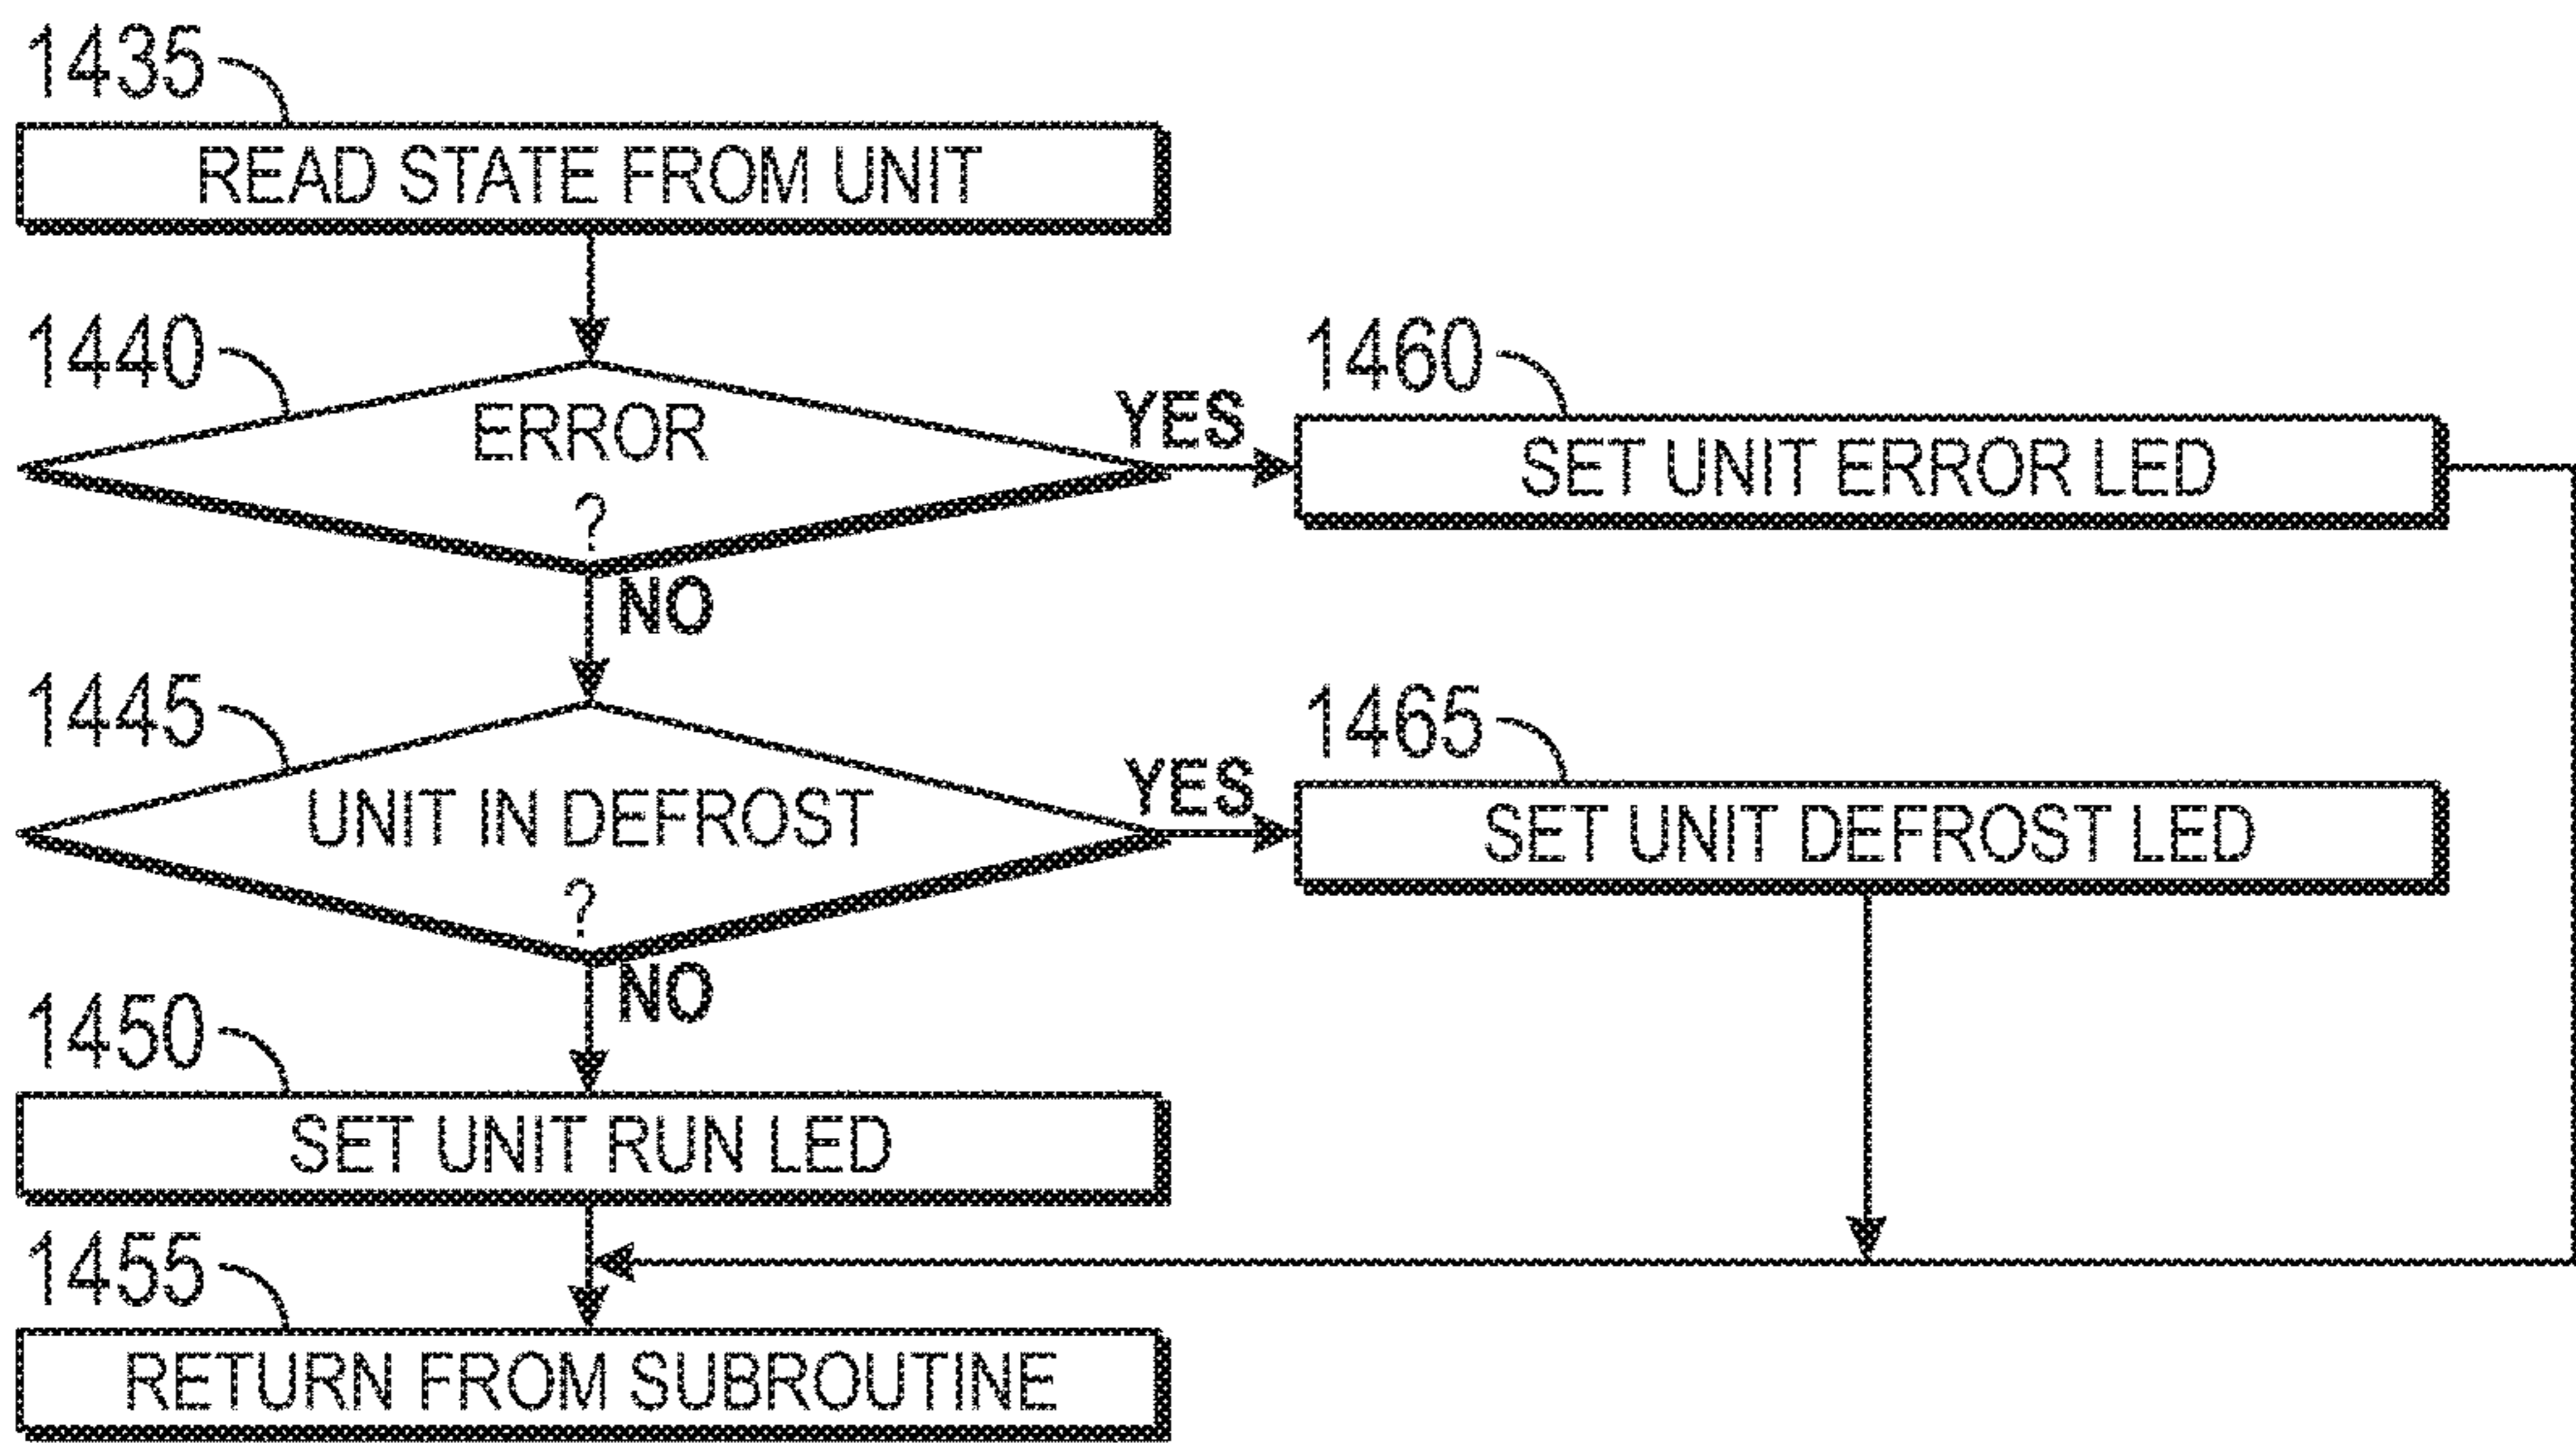 1435
READ STATE FROM UNIT
1440
ERROR
?
YES
1460
SET UNIT ERROR LED
NO
1445
UNIT IN DEFROST
?
YES
1465
SET UNIT DEFROST LED
NO
1450
SET UNIT RUN LED
1455
RETURN FROM SUBROUTINE